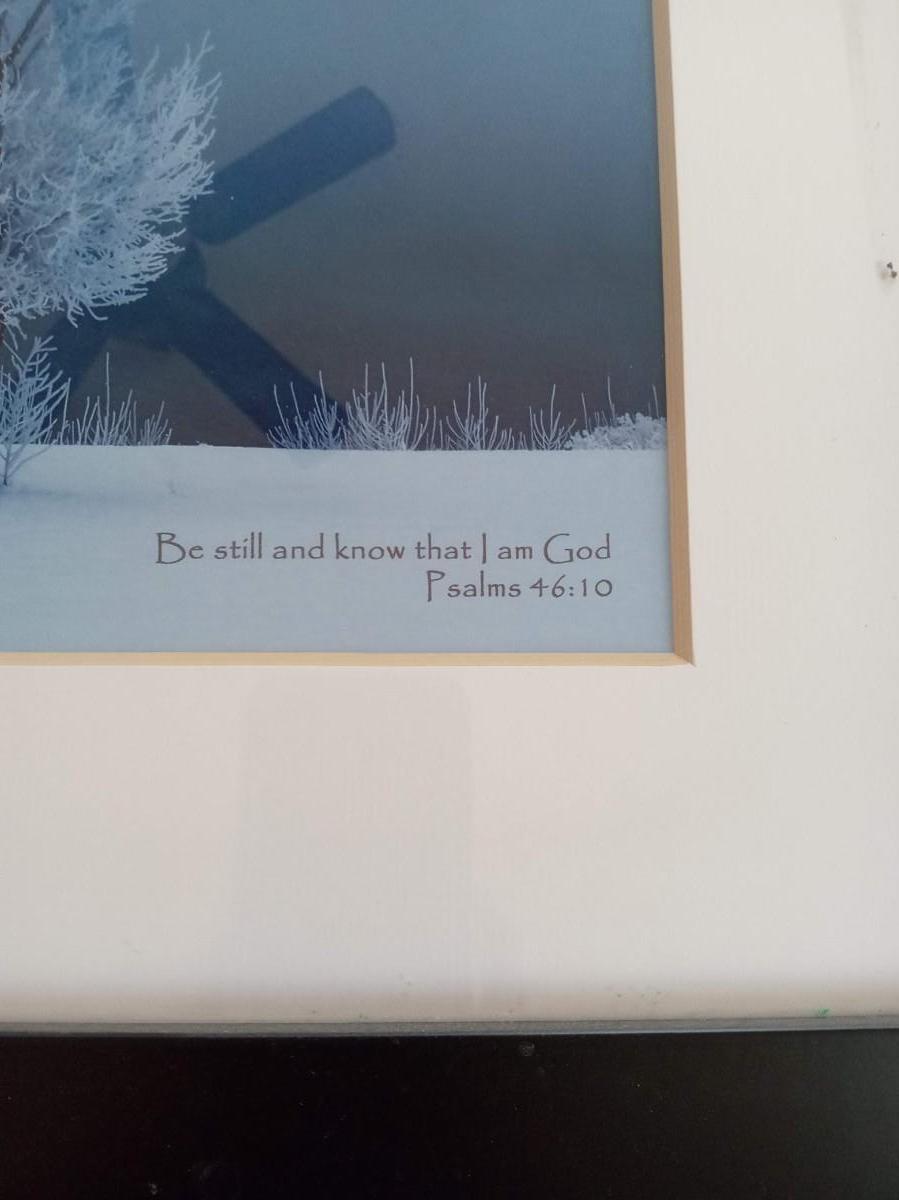 Be still and know that I am God
Psalms 46:10